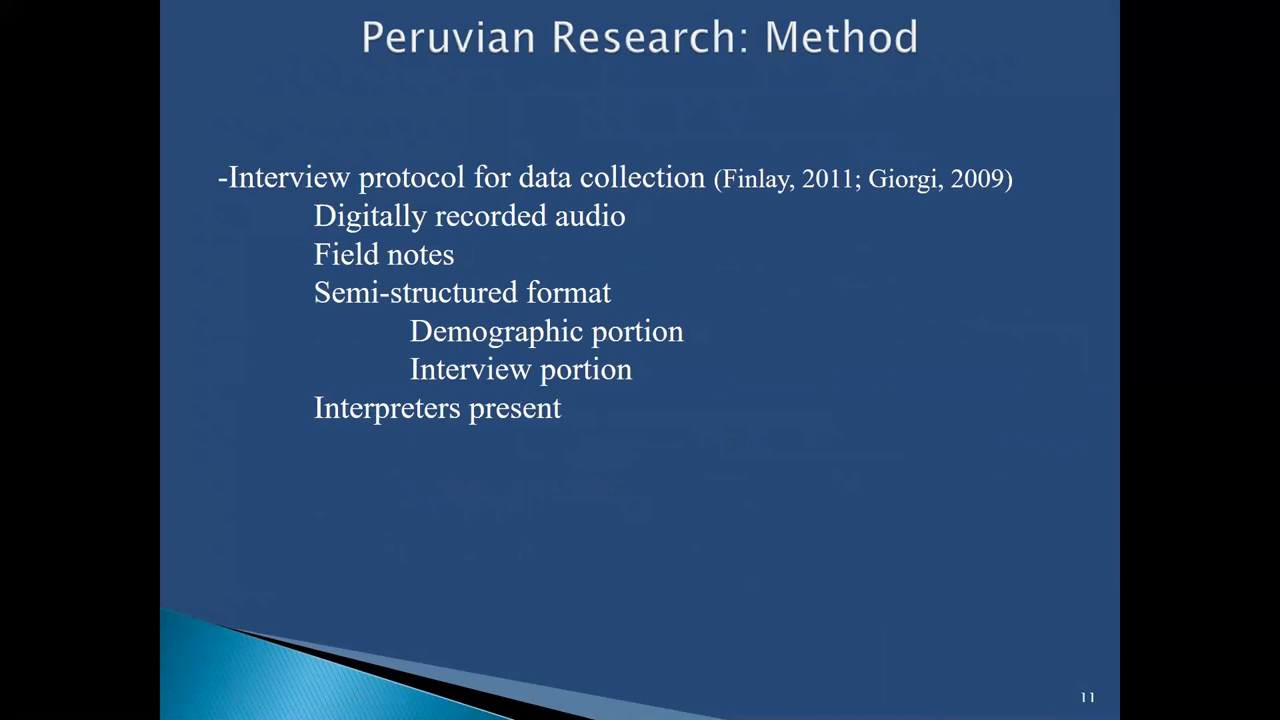 Peruvian Research: Method
-Interview protocol for data collection (Finlay, 2011; Giorgi, 2009)
Digitally recorded audio
Field notes
Semi-structured format
Demographic portion
Interview portion
Interpreters present
11